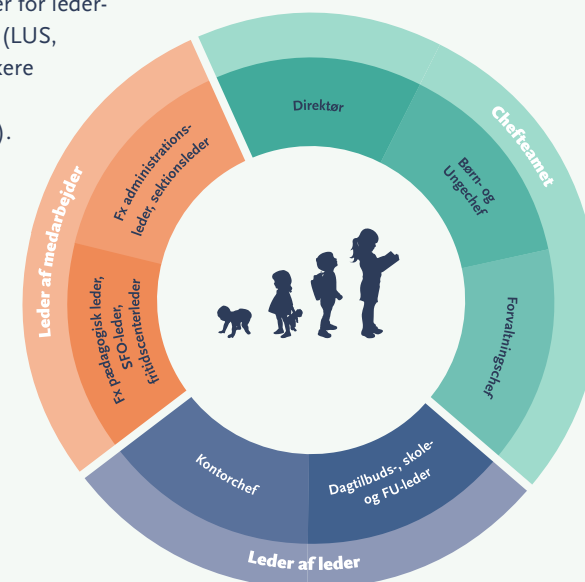 er for leder-
(LUS,
kere
).
Direktør
Chefteamet
Børn- og
Ungechef
Forvaltningschef
Dagtilbuds-, skole-
og FU-leder
Leder af leder
Kontorchef
Fx pædagogisk leder,
SFO-leder,
fritidscenterleder
Leder af medarbejder
Fx administrations-
leder, sektionsleder